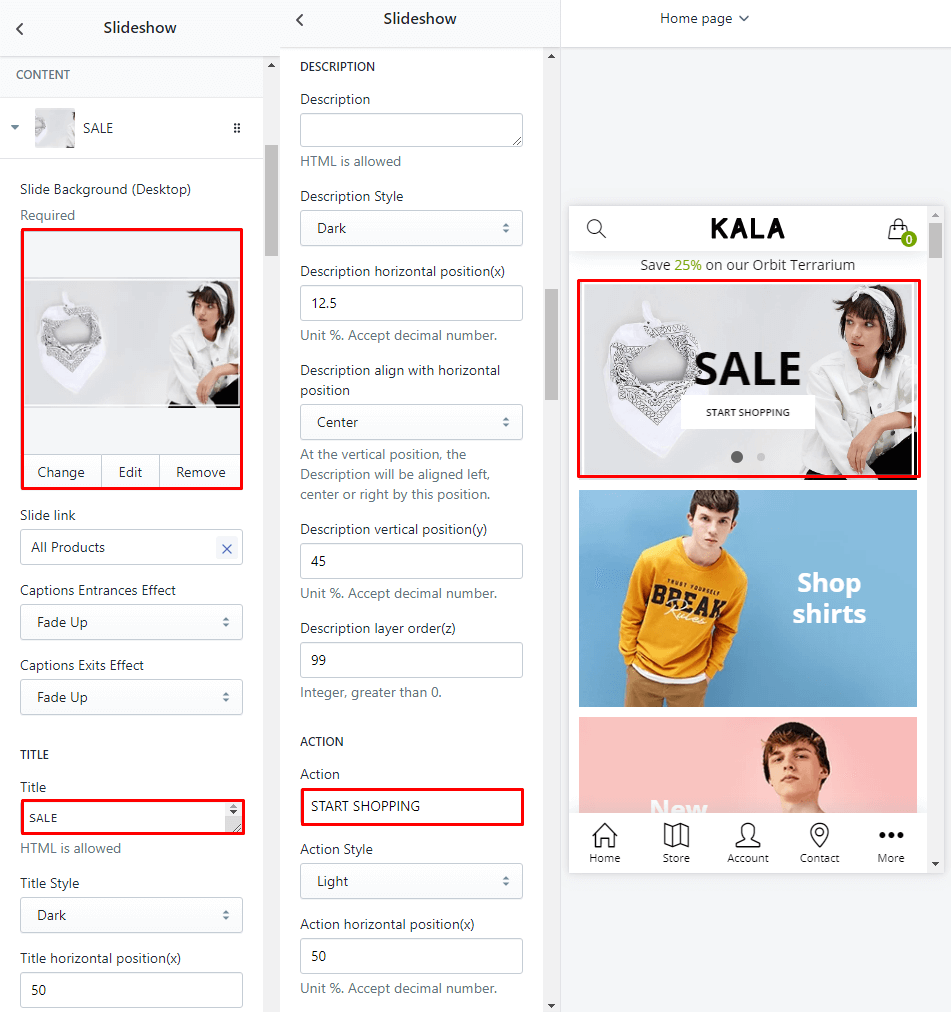 Slideshow
CONTENT
SALE
Slide Background (Desktop)
Required
Change
Edit
Remove
Slide link
All Products
Captions Entrances Effect
Fade Up
Captions Exits Effect
Fade Up
TITLE
Title
SALE
HTML is allowed
Title Style
Dark
Title horizontal position(x)
50
Slideshow
DESCRIPTION
Description
HTML is allowed
Description Style
Dark
Description horizontal position(x)
12.5
Unit %. Accept decimal number.
Description align with horizontal
position
Center
At the vertical position, the
Description will be aligned left,
center or right by this position.
Description vertical position(y)
45
Unit %. Accept decimal number.
Description layer order(z)
99
Integer, greater than 0.
ACTION
Action
START SHOPPING
Action Style
Light
Action horizontal position(x)
50
Unit %. Accept decimal number.
Home page
KALA
0
Save 25% on our Orbit Terrarium
SALE
START SHOPPING
TRUST YOURSELF
BREAK
Rules
Shop
shirts
New
Home
Store
Account
Contact
More